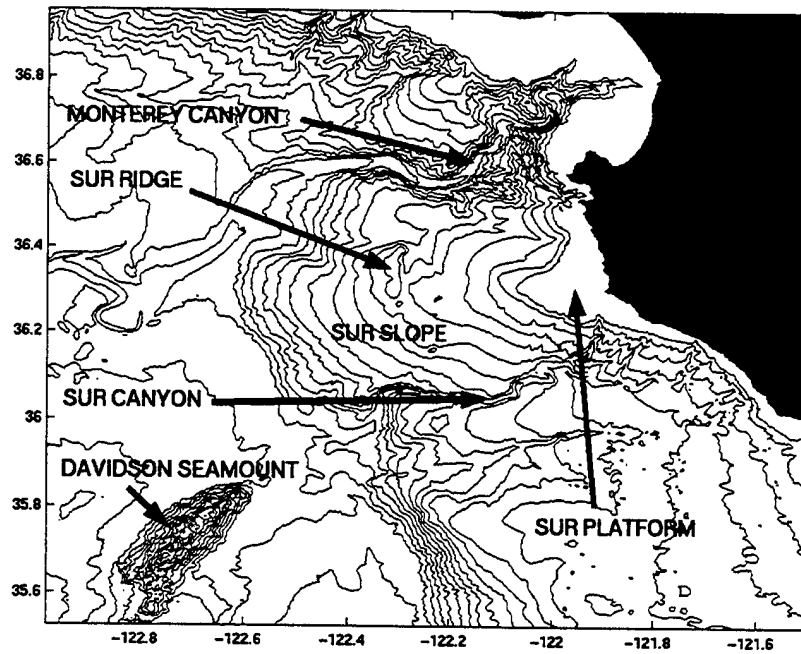 36.8
MONTEREY CANYON
36.6
SUR RIDGE
36.4
36.2
SUR SLOPE
SUR CANYON
36
DAVIDSON SEAMOUNT
35.8
SUR PLATFORM
35.6
-122.8 -122.6 -122.4 -122.2 -122 -121.8 -121.6